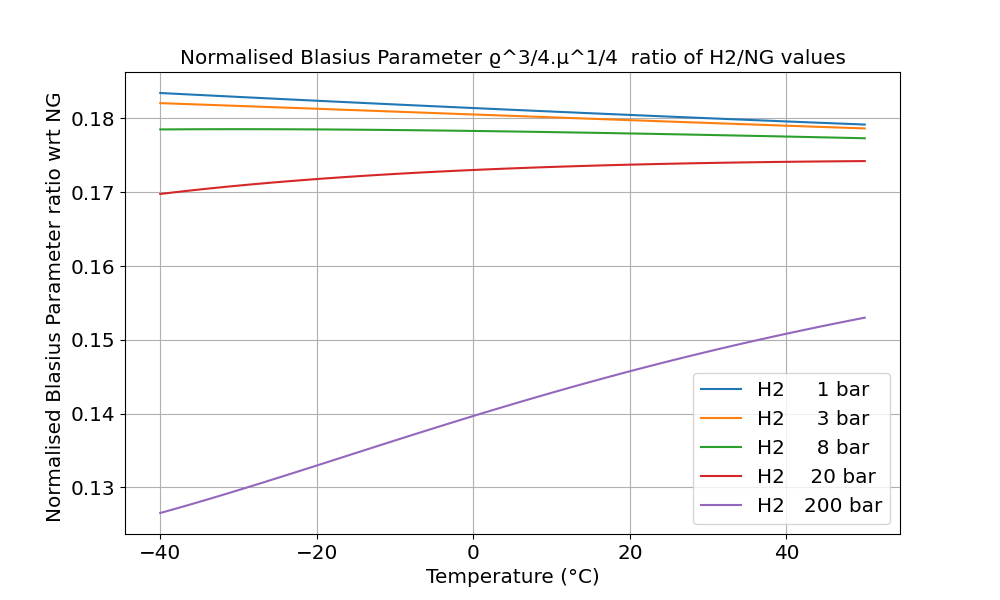 Normalised Blasius Parameter ϱ^3/4.μ^1/4  ratio of H2/NG values
Normalised Blasius Parameter ratio wrt NG
0.18
0.17
0.16
0.15
0.14
0.13
H2 1 bar
H2 3 bar
H2 8 bar
H2 20 bar
H2 200 bar
−40
−20
0
20
40
Temperature (°C)